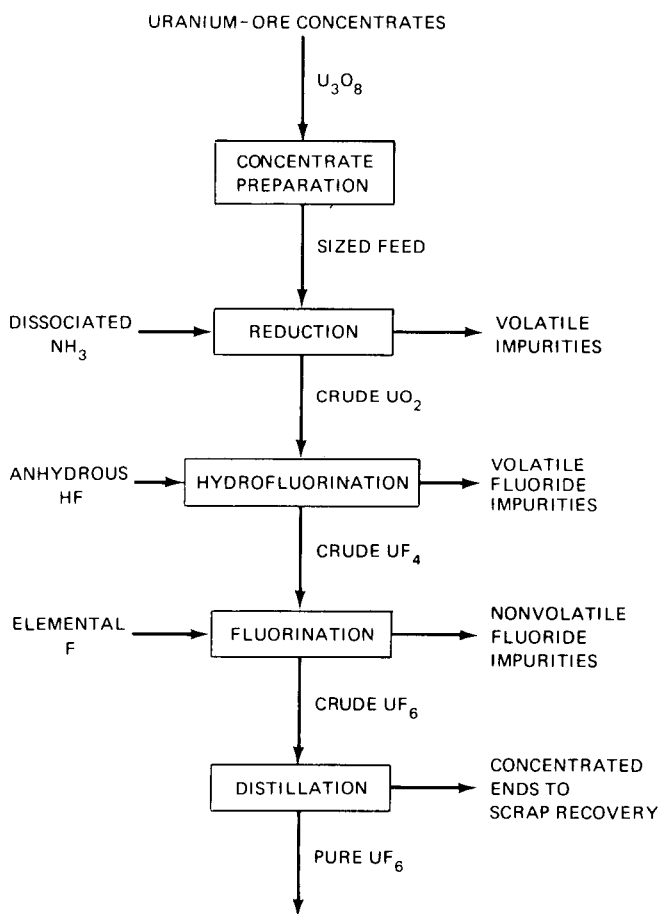 URANIUM-ORE CONCENTRATES
U₃O₈
CONCENTRATE
PREPARATION
SIZED FEED
DISSOCIATED
NH₃
REDUCTION
VOLATILE
IMPURITIES
CRUDE UO₂
ANHYDROUS
HF
HYDROFLUORINATION
VOLATILE
FLUORIDE
IMPURITIES
CRUDE UF₄
ELEMENTAL
F
FLUORINATION
NONVOLATILE
FLUORIDE
IMPURITIES
CRUDE UF₆
DISTILLATION
CONCENTRATED
ENDS TO
SCRAP RECOVERY
PURE UF₆